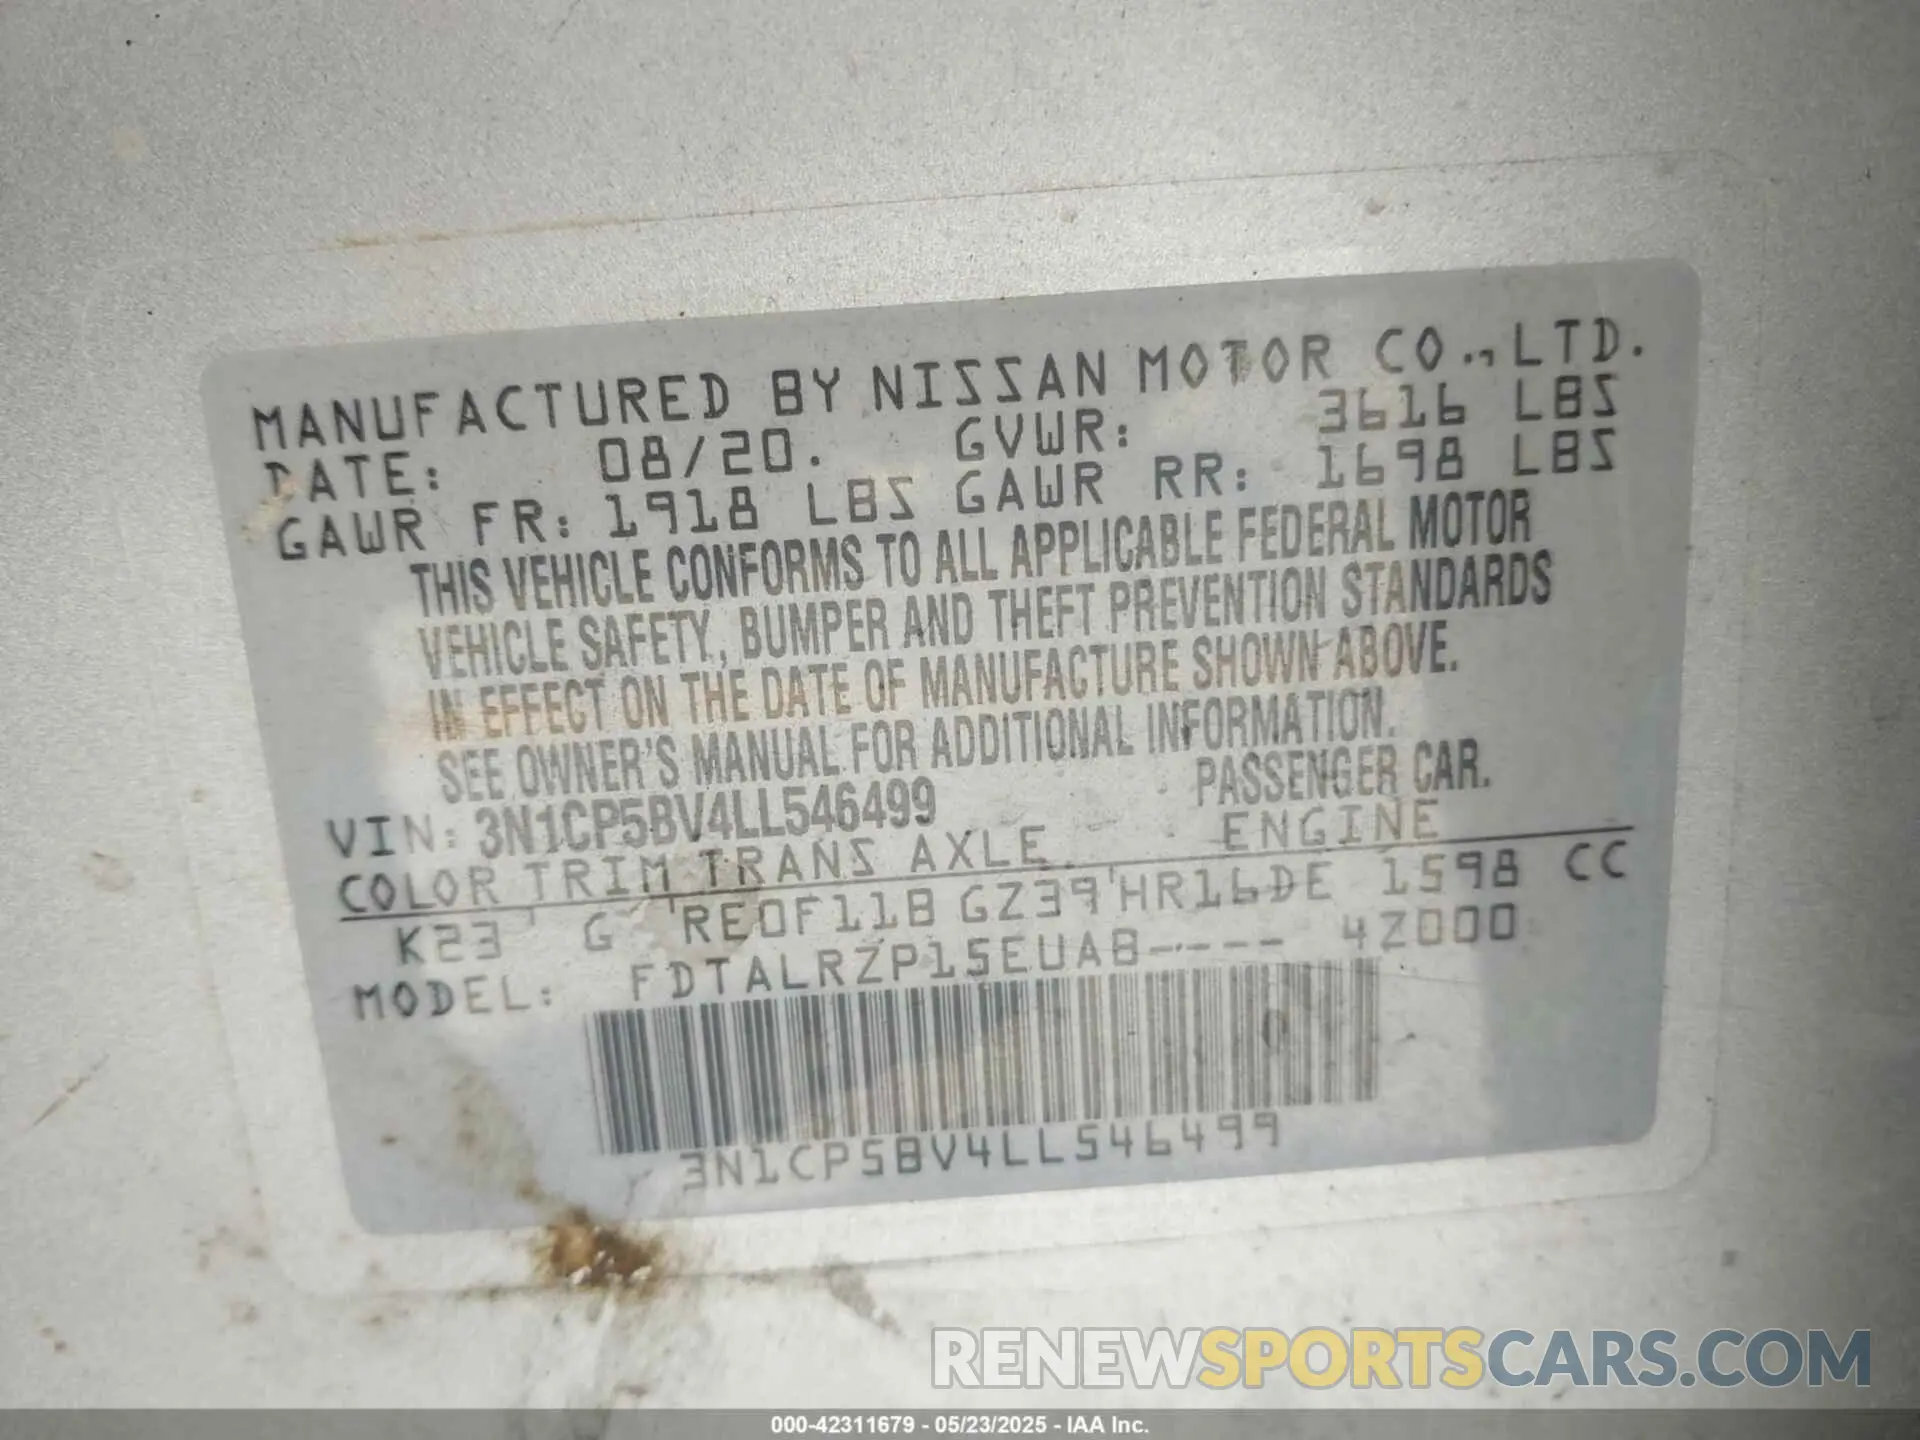 MANUFACTURED BY NISSAN MOTOR CO., LTD.
DATE: 08/20. GVWR: 3616 LBS
GAWR FR: 1918 LBS GAWR RR: 1698 LBS
THIS VEHICLE CONFORMS TO ALL APPLICABLE FEDERAL MOTOR
VEHICLE SAFETY, BUMPER AND THEFT PREVENTION STANDARDS
IN EFFECT ON THE DATE OF MANUFACTURE SHOWN ABOVE.
SEE OWNER'S MANUAL FOR ADDITIONAL INFORMATION.
VIN: 3N1CP5BV4LL546499 PASSENGER CAR.
COLOR TRIM TRANS AXLE ENGINE
K23 G RE0F11B GZ39 HR16DE 1598 CC
MODEL: FDTALRZP15EUAB---- 4Z000
3N1CP5BV4LL546499
RENEWSPORTSCARS.COM
000-42311679 - 05/23/2025 - IAA Inc.